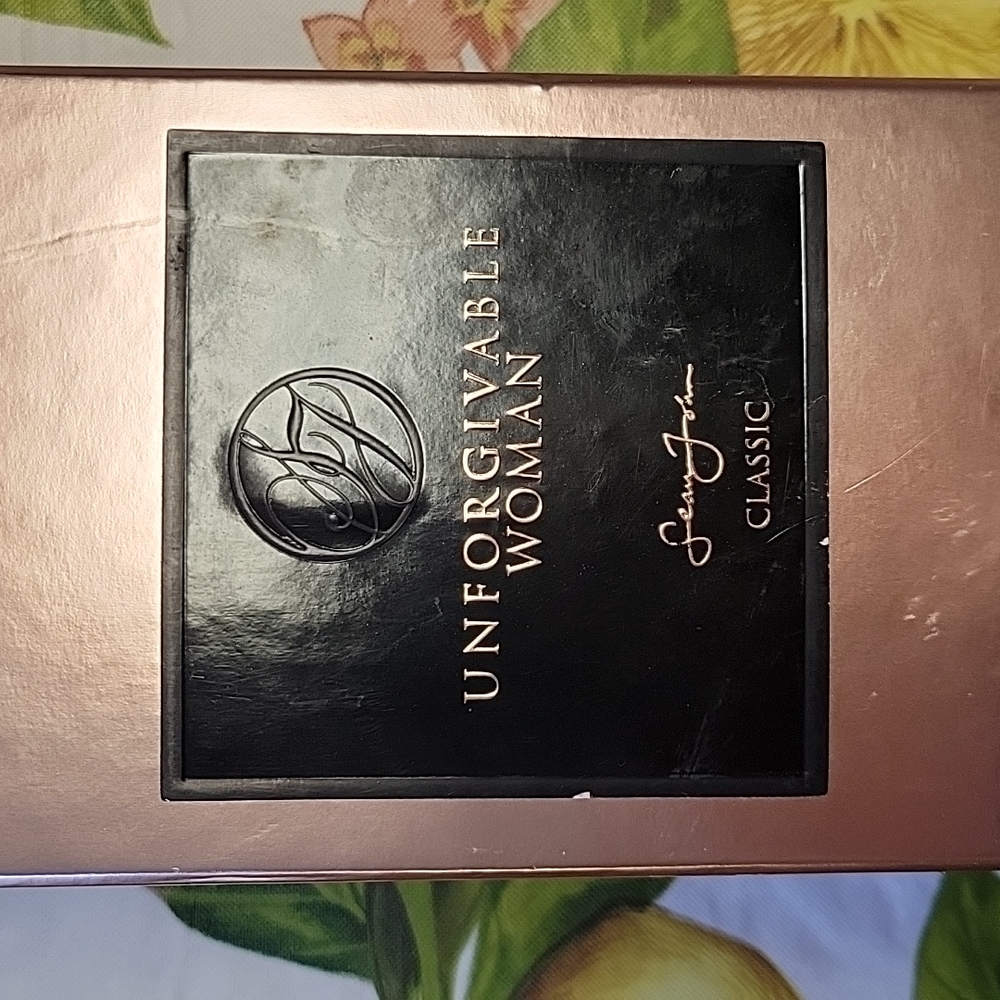 UNFORGIVABLE
WOMAN
Sean John
CLASSIC